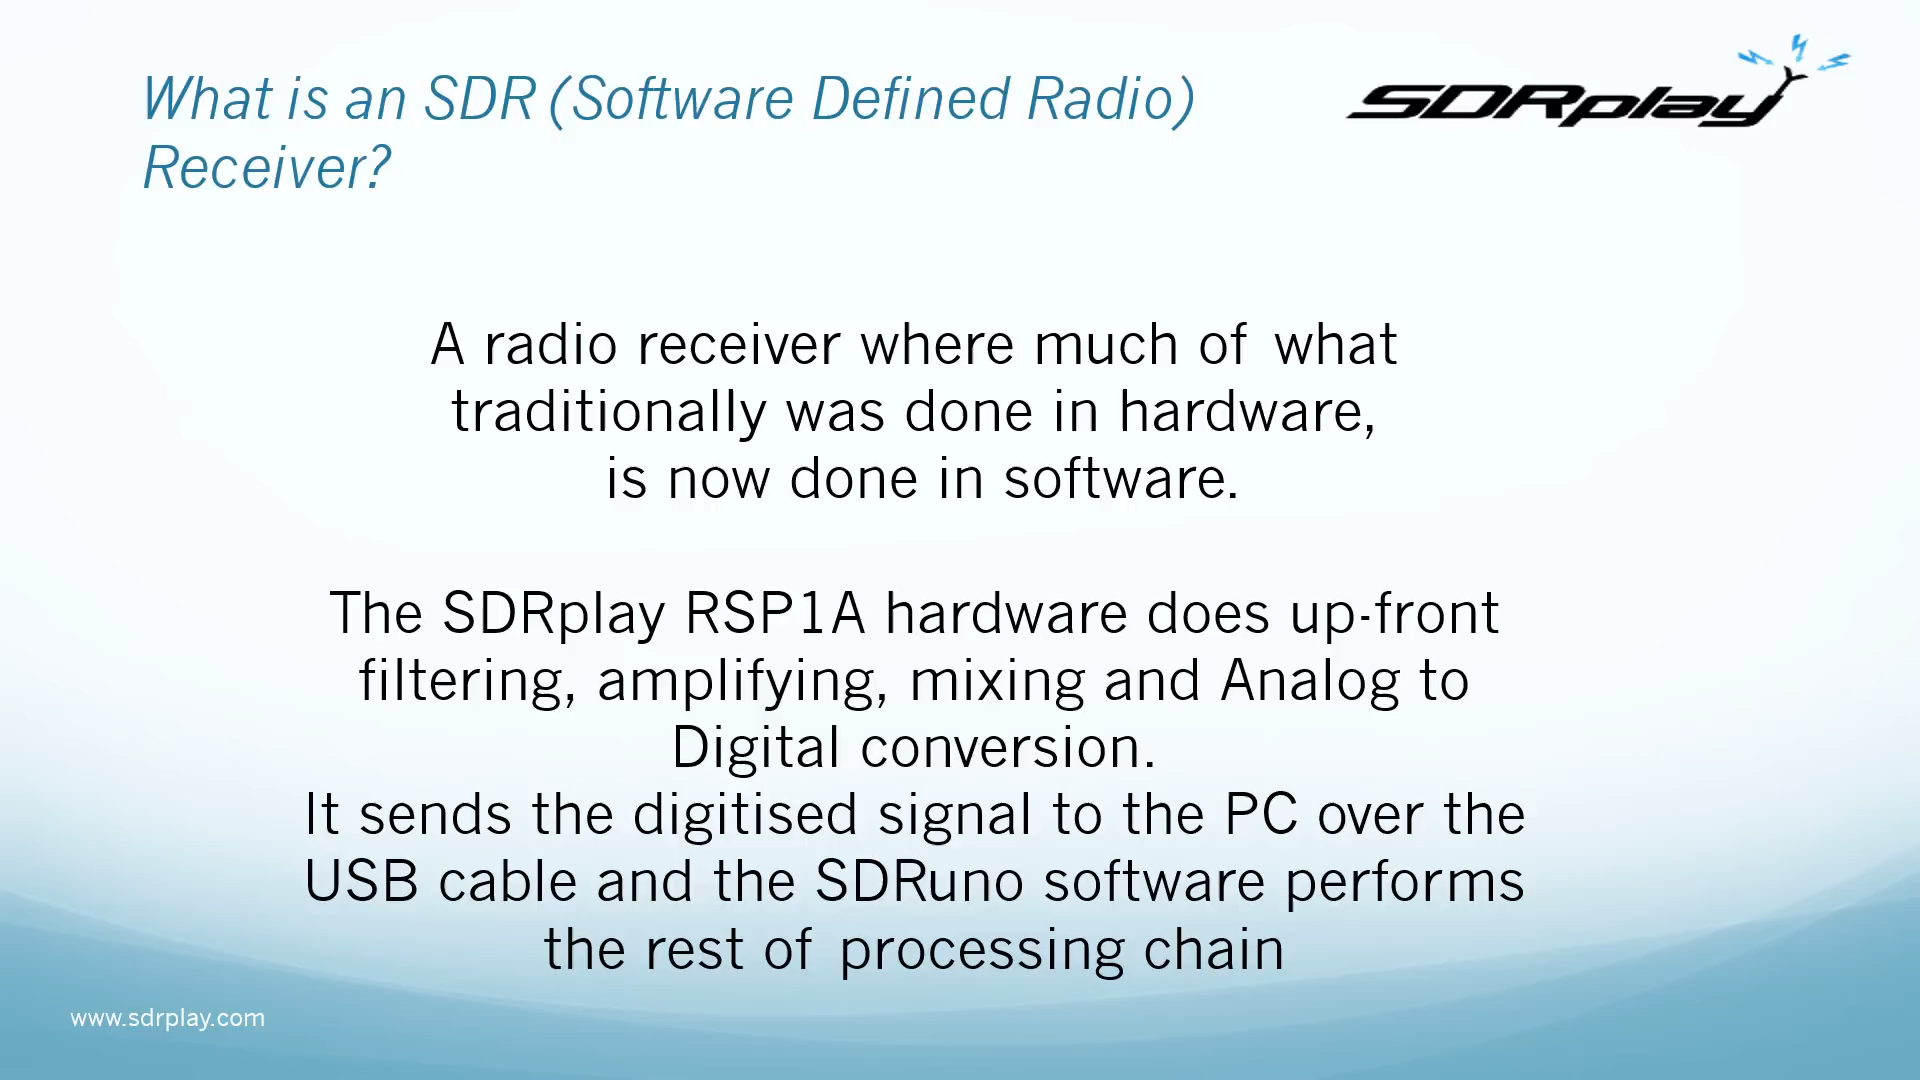 What is an SDR (Software Defined Radio)
Receiver?
SDRplay
A radio receiver where much of what
traditionally was done in hardware,
is now done in software.
The SDRplay RSP1A hardware does up-front
filtering, amplifying, mixing and Analog to
Digital conversion.
It sends the digitised signal to the PC over the
USB cable and the SDRuno software performs
the rest of processing chain
www.sdrplay.com